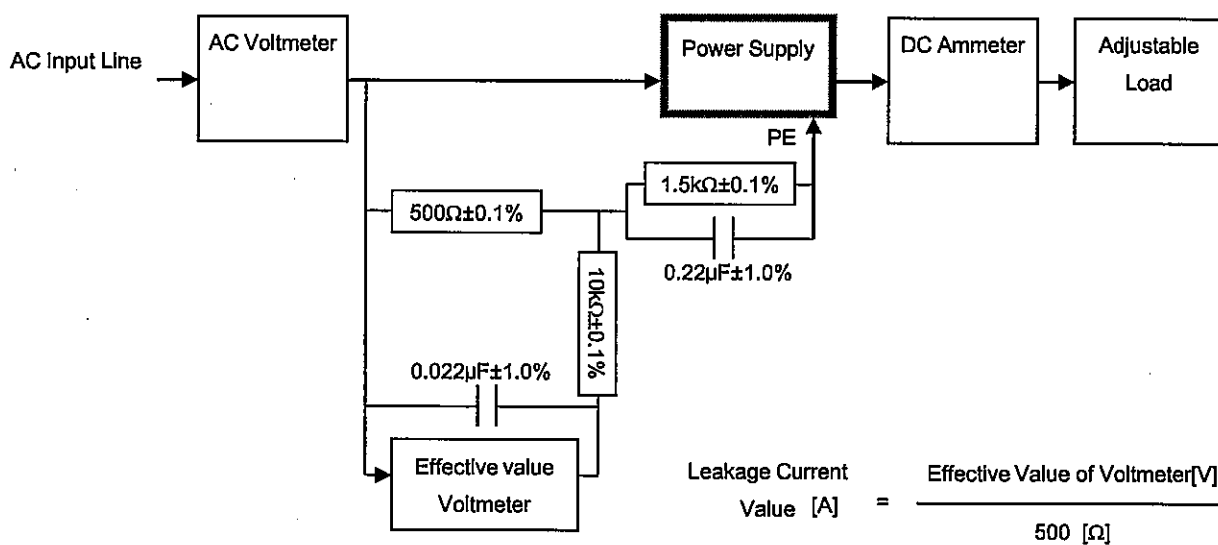 AC Input Line
AC Voltmeter
Power Supply
DC Ammeter
Adjustable
Load
PE
500Ω±0.1%
1.5kΩ±0.1%
0.22µF±1.0%
10kΩ±0.1%
0.022µF±1.0%
Effective value
Voltmeter
Leakage Current
Value [A]
=
Effective Value of Voltmeter[V]
500 [Ω]